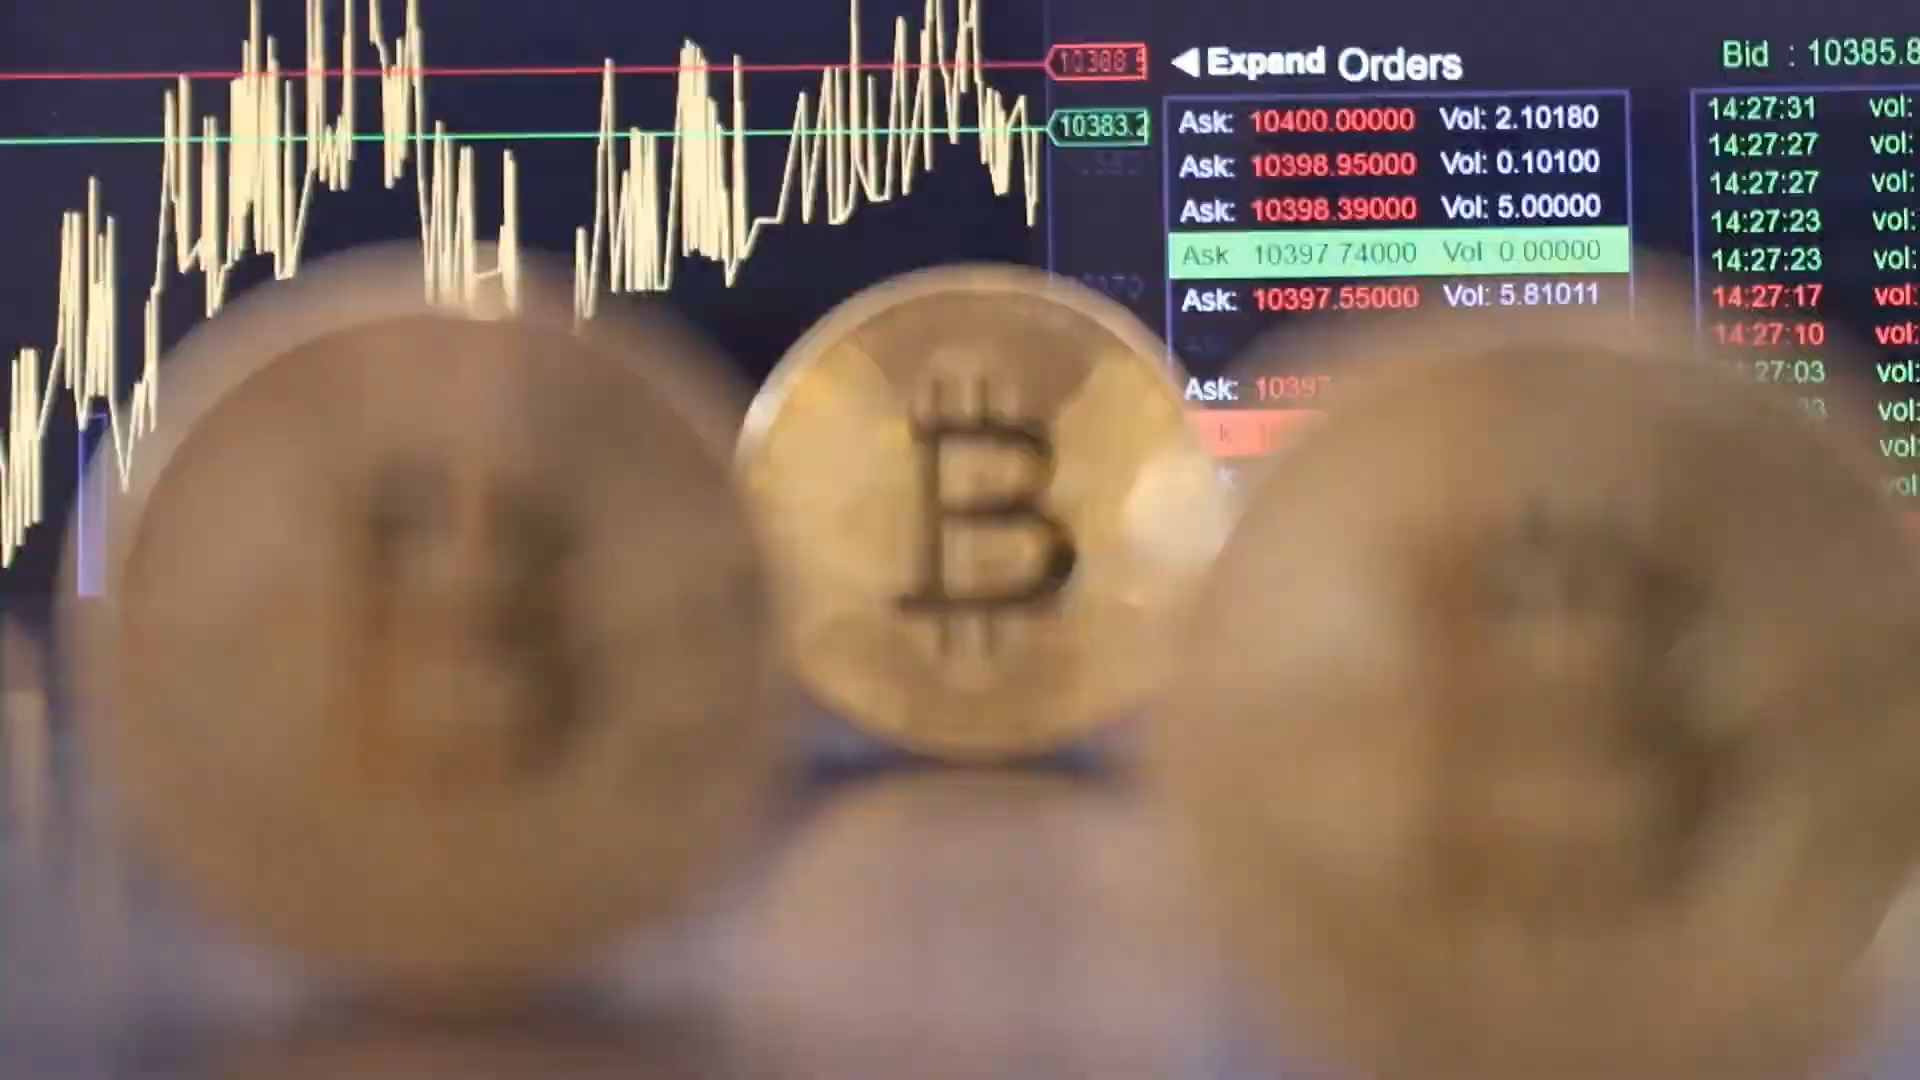 10388.5
10383.2
Expand Orders
Ask: 10400.00000 Vol: 2.10180
Ask: 10398.95000 Vol: 0.10100
Ask: 10398.39000 Vol: 5.00000
Ask 10397 74000 Vol 0.00000
Ask: 10397.55000 Vol: 5.81011
Ask: 10397
Bid : 10385.8
14:27:31 vol:
14:27:27 vol:
14:27:27 vol:
14:27:23 vol:
14:27:23 vol:
14:27:17 vol:
14:27:10 vol:
27:03 vol:
vol:
vol:
vol
B